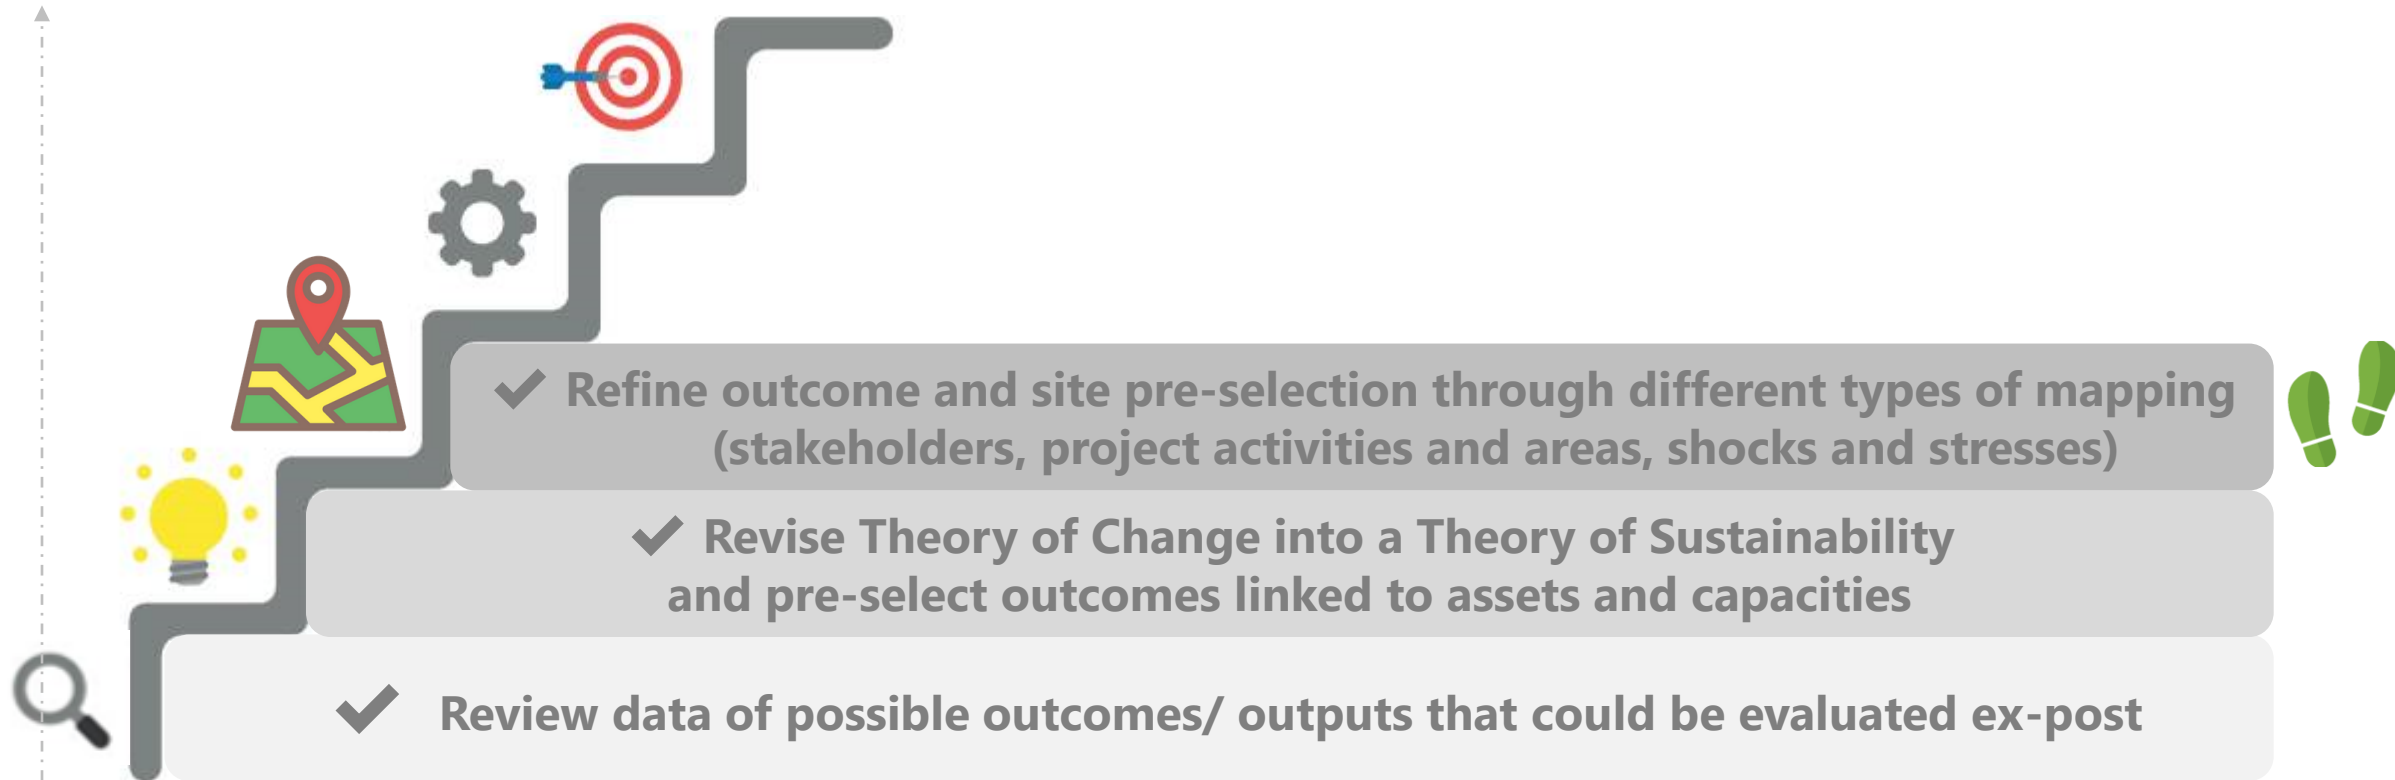 ✔ Refine outcome and site pre-selection through different types of mapping
(stakeholders, project activities and areas, shocks and stresses)
✔ Revise Theory of Change into a Theory of Sustainability
and pre-select outcomes linked to assets and capacities
✔ Review data of possible outcomes/ outputs that could be evaluated ex-post